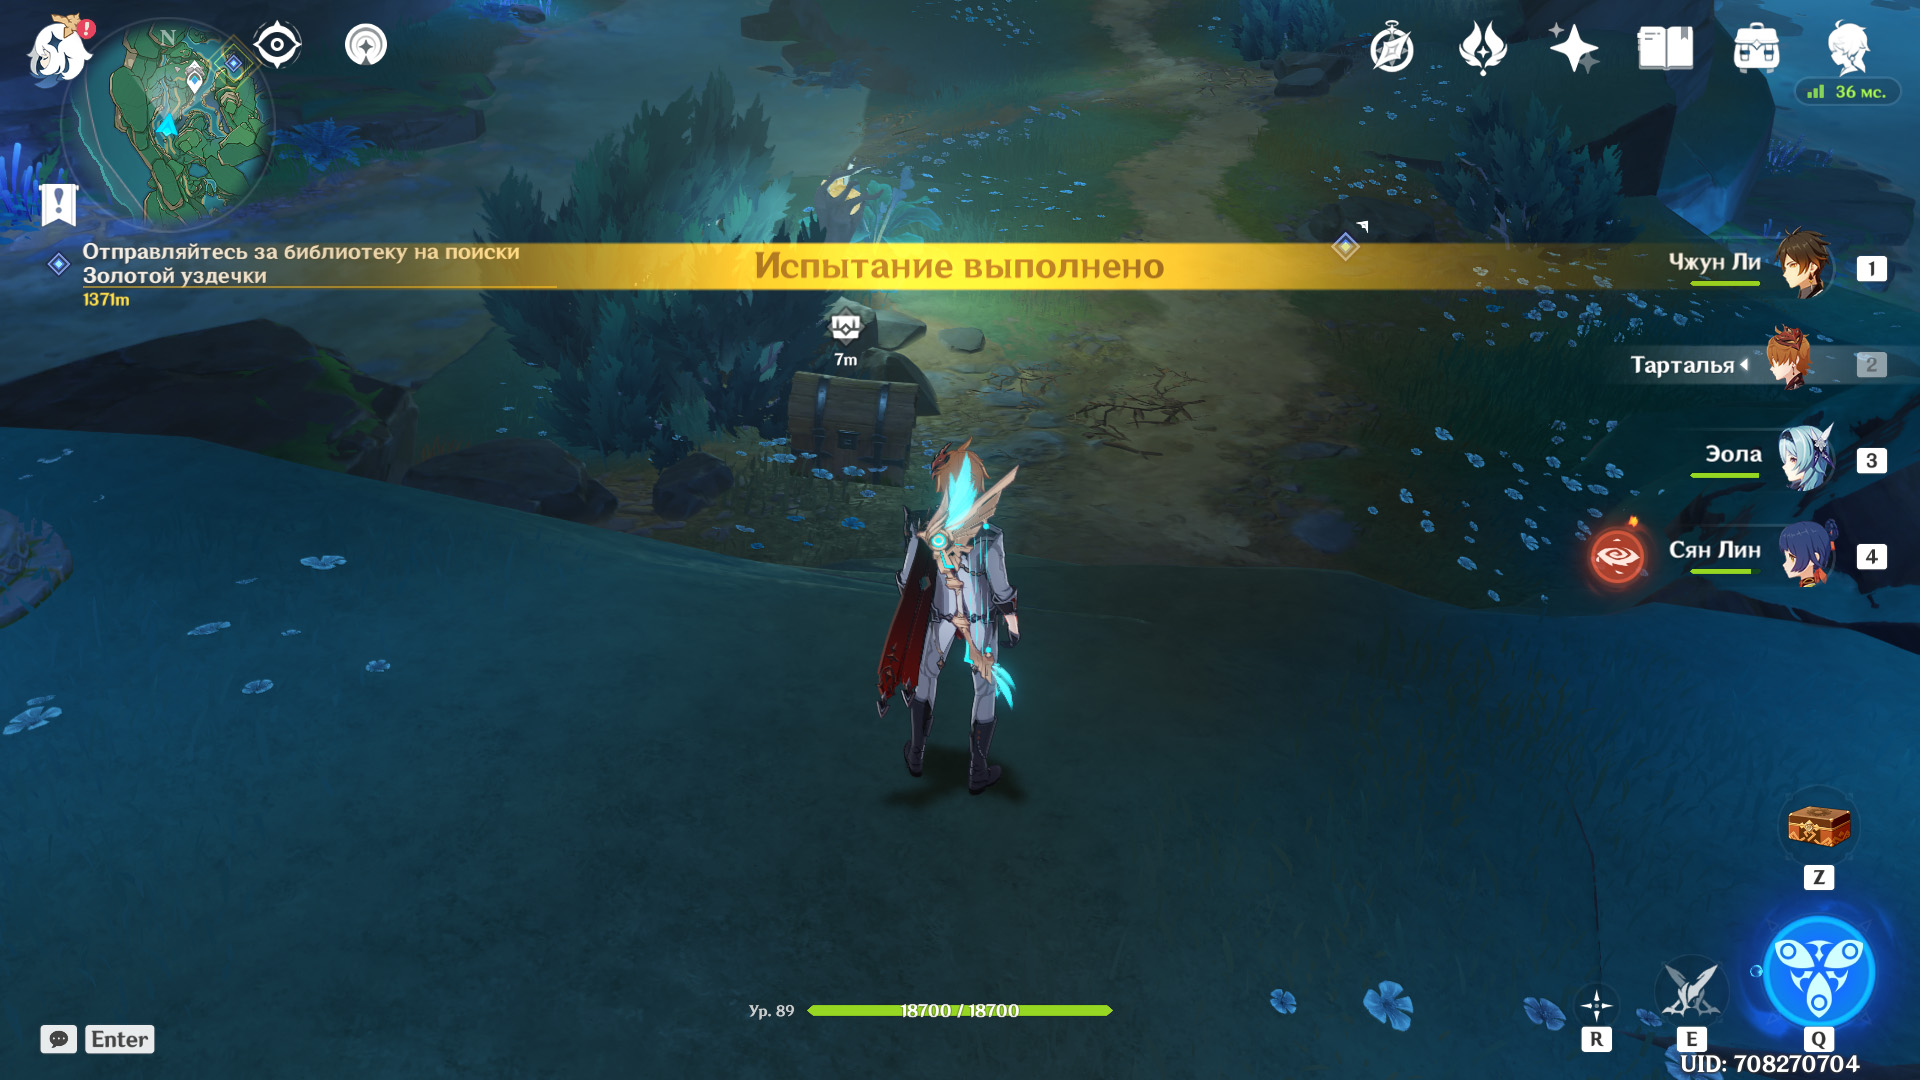 N
36 мс.
Отправляйтесь за библиотеку на поиски
Золотой уздечки
1371m
Испытание выполнено
7m
Чжун Ли
1
Тарталья
2
Эола
3
Сян Лин
4
Z
Ур. 89
18700 / 18700
Enter
R
E
Q
UID: 708270704